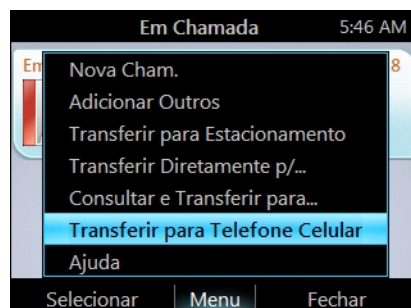 Em Chamada 5:46 AM
8
Nova Cham.
Adicionar Outros
Transferir para Estacionamento
Transferir Diretamente p/...
Consultar e Transferir para...
Transferir para Telefone Celular
Ajuda
Selecionar Menu Fechar